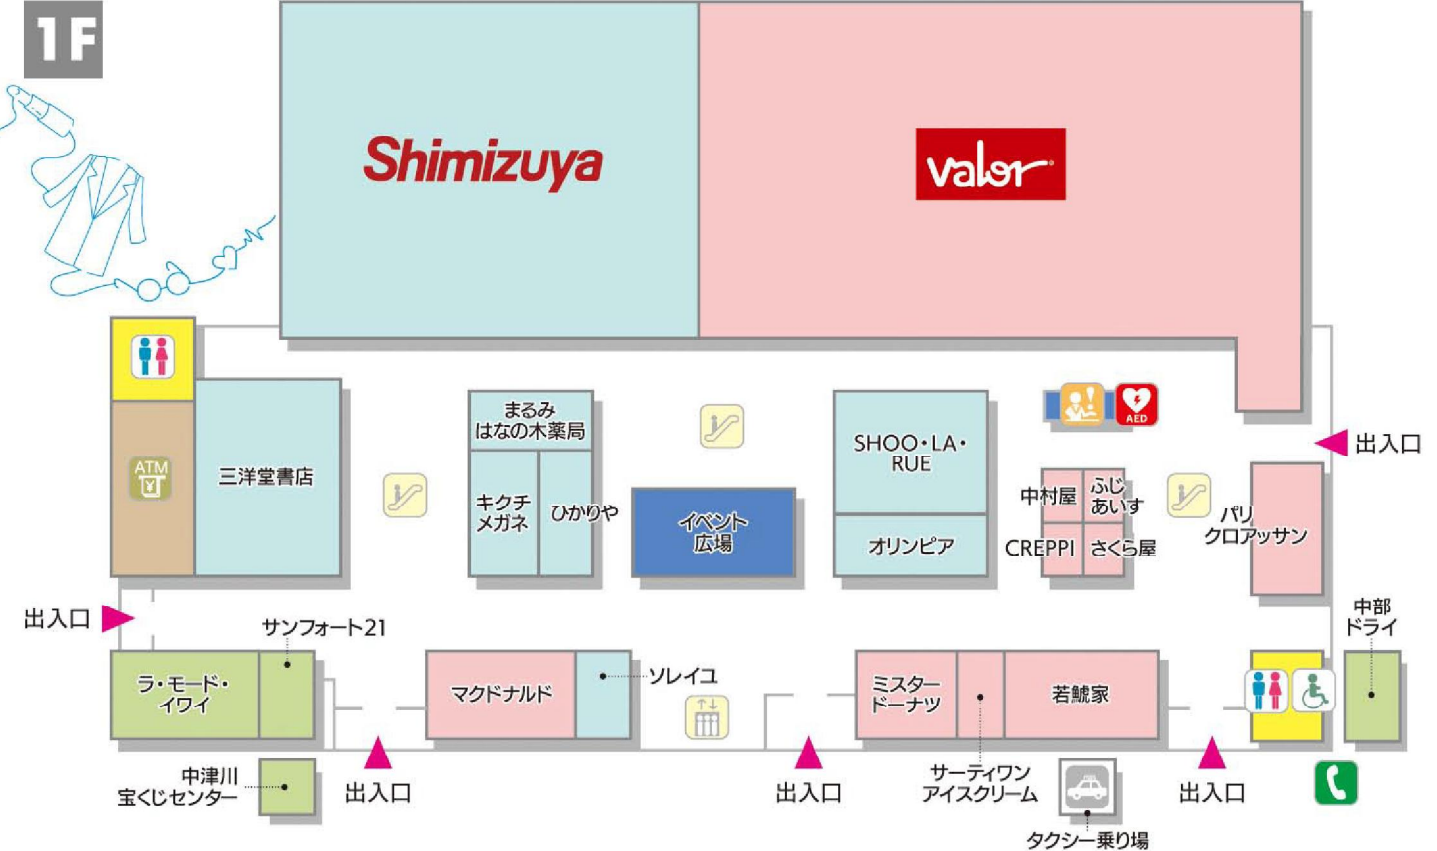 1F
Shimizuya
valor
まるみ
はなの木薬局
SHOO・LA・
RUE
AED
出入口
ATM
三洋堂書店
キクチ
メガネ
ひかりや
イベント
広場
オリンピア
中村屋
ふじ
あいす
CREPPI
さくら屋
パリ
クロアッサン
出入口
サンフォート21
中部
ドライ
ラ・モード・
イワイ
マクドナルド
ソレイユ
ミスター
ドーナツ
若鯱家
中津川
宝くじセンター
出入口
出入口
サーティワン
アイスクリーム
出入口
タクシー乗り場